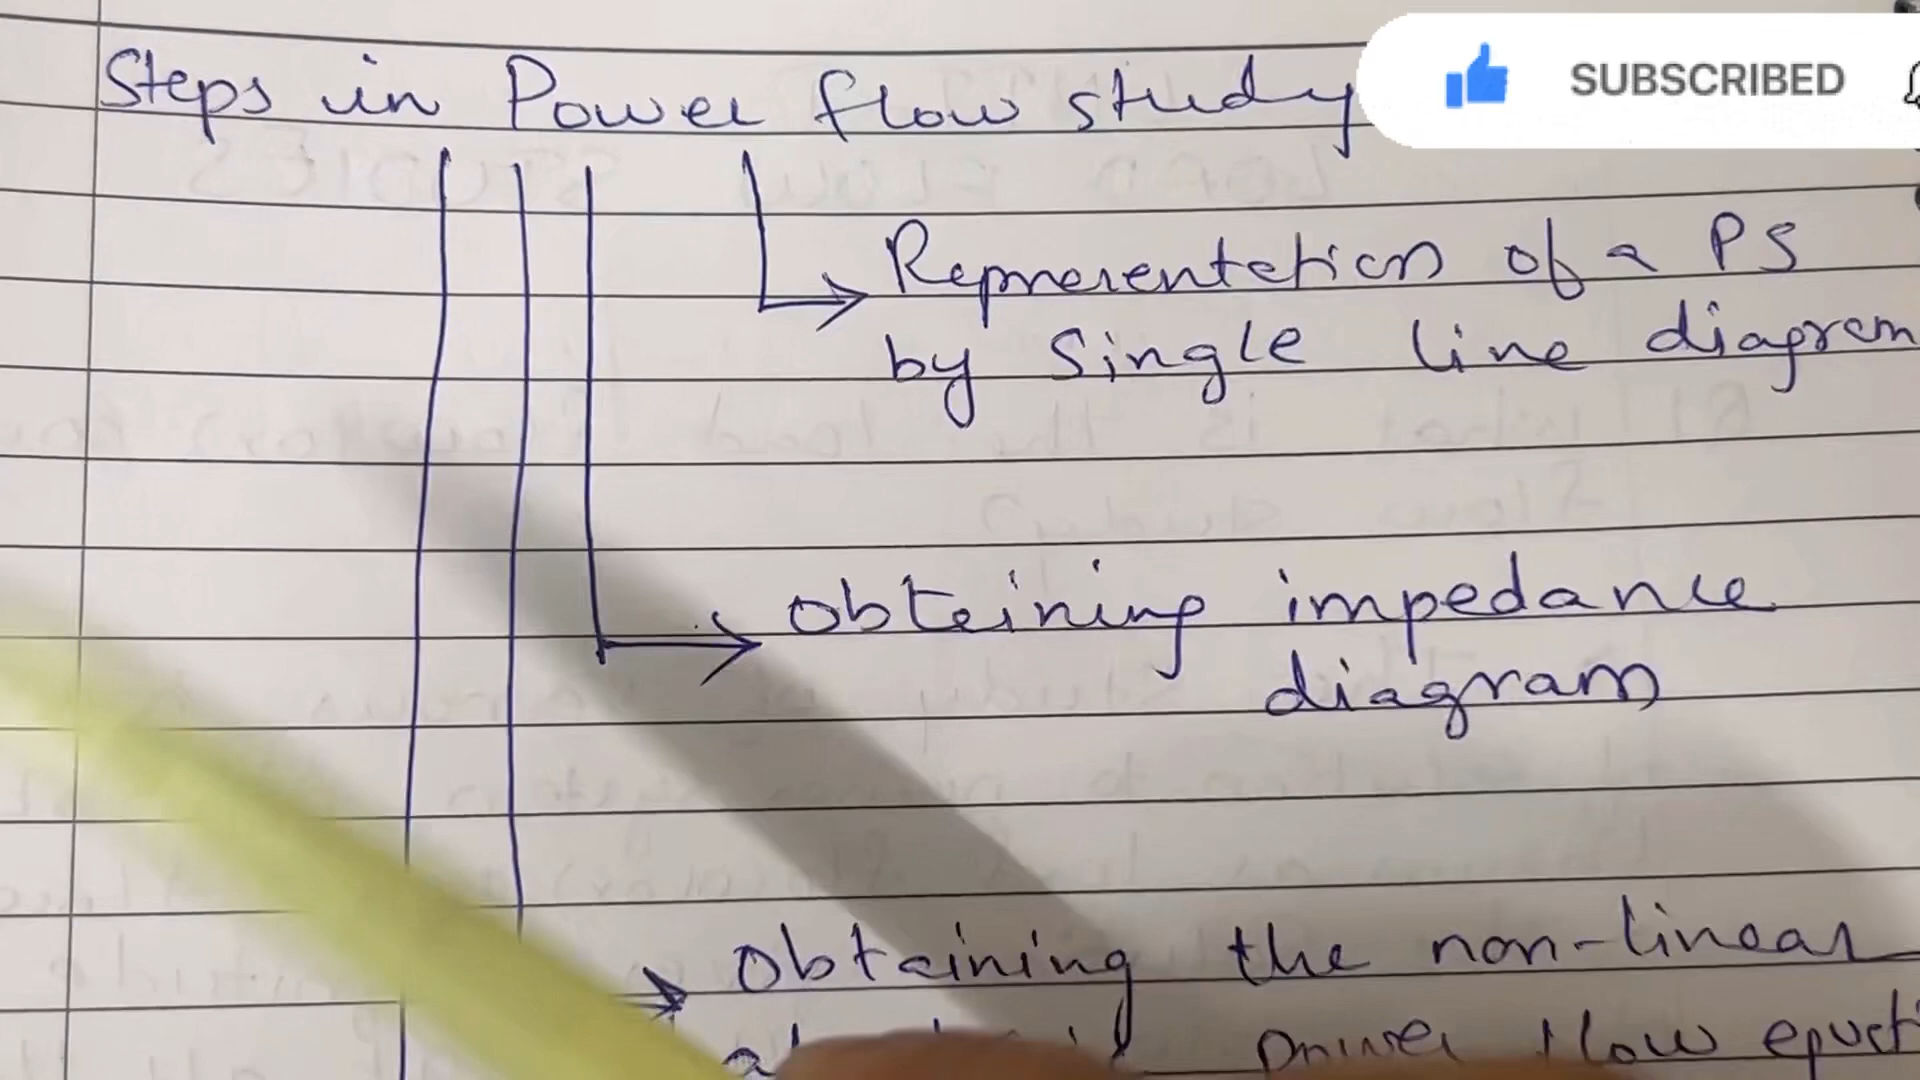 Steps in Power flow study
SUBSCRIBED
Representation of a PS
by Single line diagram
Obtaining impedance
diagram
Obtaining the non-linear
power flow